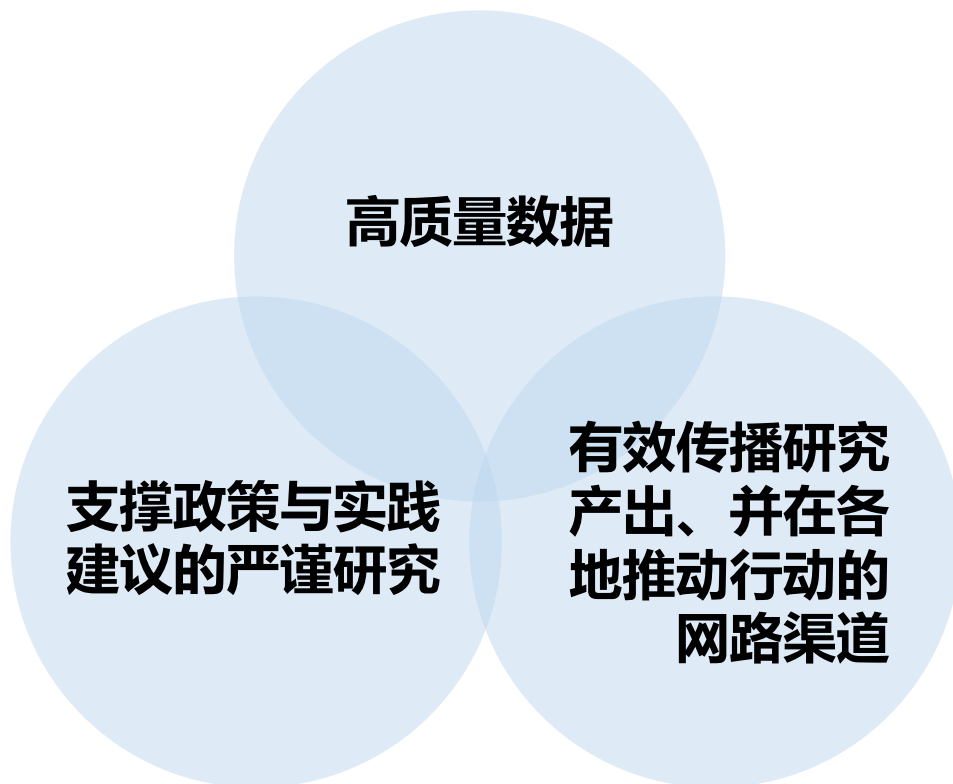 高质量数据
支撑政策与实践
建议的严谨研究
有效传播研究
产出、并在各
地推动行动的
网路渠道